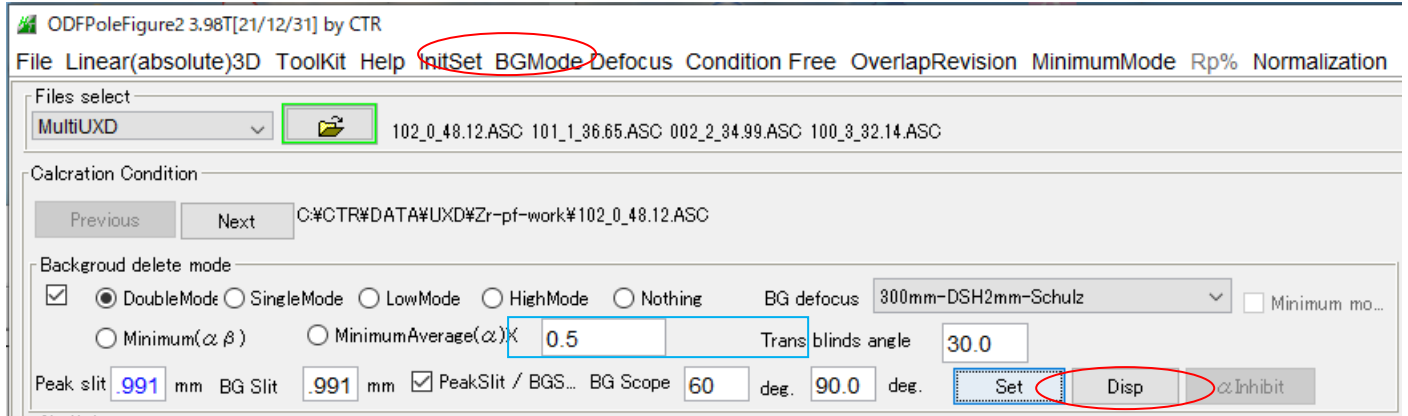 ODFPoleFigure2 3.98T[21/12/31] by CTR
File Linear(absolute)3D ToolKit Help InitSet BGMode Defocus Condition Free OverlapRevision MinimumMode Rp% Normalization
Files select
MultiUXD 102_0_48.12.ASC 101_1_36.65.ASC 002_2_34.99.ASC 100_3_32.14.ASC
Calcration Condition
Previous Next C:¥CTR¥DATA¥UXD¥Zr-pf-work¥102_0_48.12.ASC
Backgroud delete mode
DoubleMode SingleMode LowMode HighMode Nothing BG defocus 300mm-DSH2mm-Schulz Minimum mo...
Minimum(αβ) MinimumAverage(α)X 0.5 Trans blinds angle 30.0
Peak slit .991 mm BG Slit .991 mm PeakSlit / BGS... BG Scope 60 deg. 90.0 deg. Set Disp αInhibit